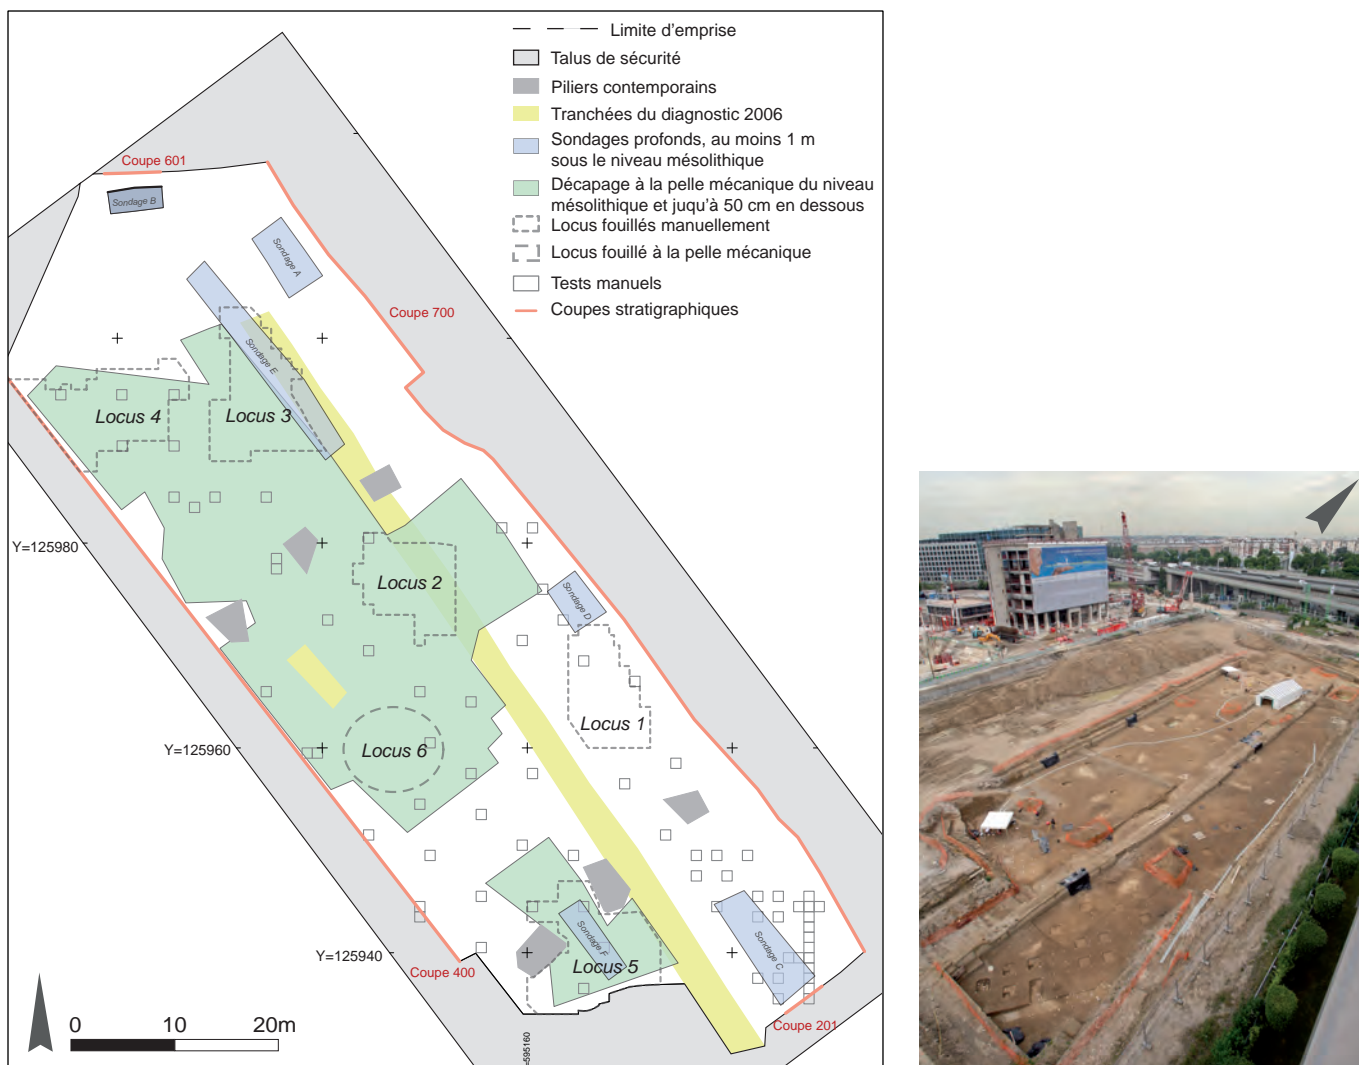 Limite d'emprise
Talus de sécurité
Piliers contemporains
Tranchées du diagnostic 2006
Sondages profonds, au moins 1 m
sous le niveau mésolithique
Décapage à la pelle mécanique du niveau
mésolithique et juqu'à 50 cm en dessous
Locus fouillés manuellement
Locus fouillé à la pelle mécanique
Tests manuels
Coupes stratigraphiques
Coupe 601
Sondage B
Sondage A
Coupe 700
Sondage E
Locus 4
Locus 3
Y=125980
Locus 2
Sondage D
Locus 1
Y=125960
Locus 6
Sondage F
Sondage C
Y=125940
Coupe 400
Locus 5
Coupe 201
0 10 20m
=595160